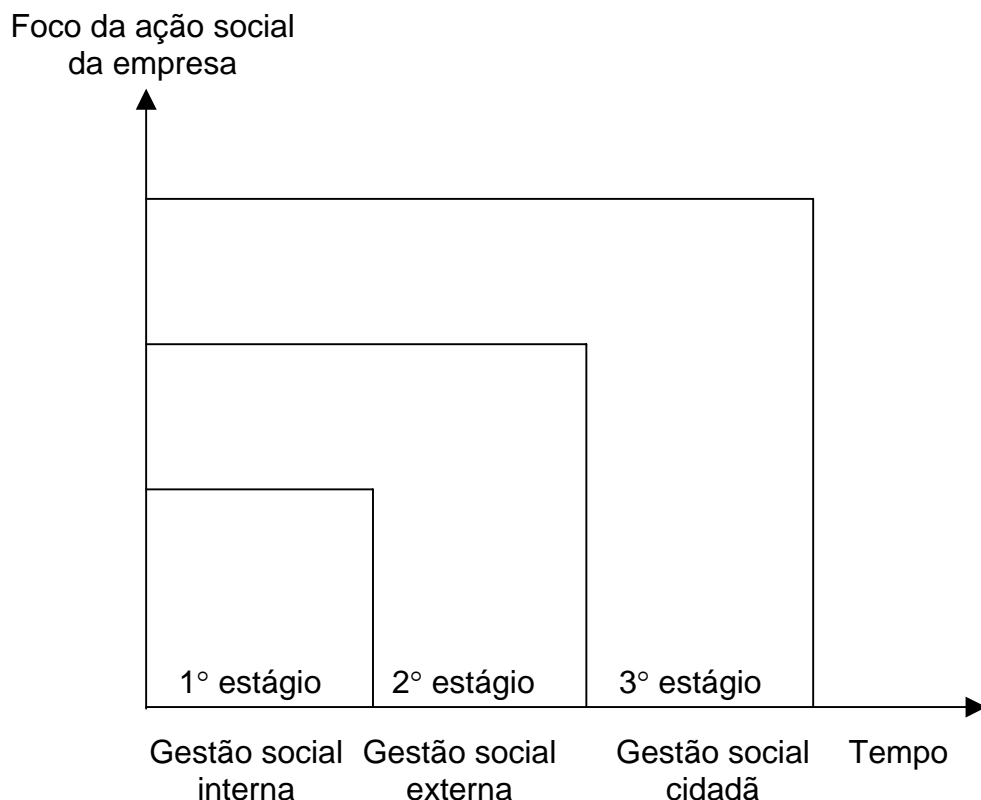 Foco da ação social
da empresa
1° estágio
2° estágio
3° estágio
Gestão social
interna
Gestão social
externa
Gestão social
cidadã
Tempo